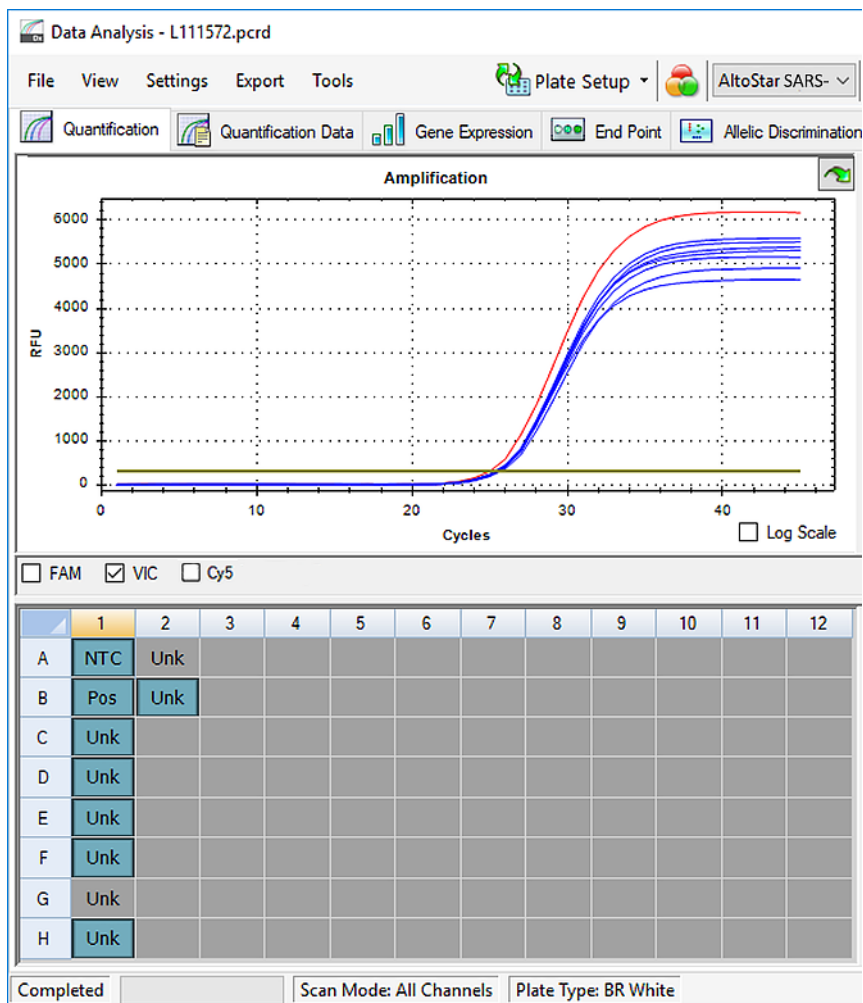 Data Analysis - L111572.pcrd
File View Settings Export Tools Plate Setup AltoStar SARS-
Quantification Quantification Data Gene Expression End Point Allelic Discrimination
Amplification
6000
5000
4000
3000
2000
1000
0
RFU
0 10 20 30 40
Cycles
Log Scale
FAM VIC Cy5
1 2 3 4 5 6 7 8 9 10 11 12
A NTC Unk
B Pos Unk
C Unk
D Unk
E Unk
F Unk
G Unk
H Unk
Completed Scan Mode: All Channels Plate Type: BR White